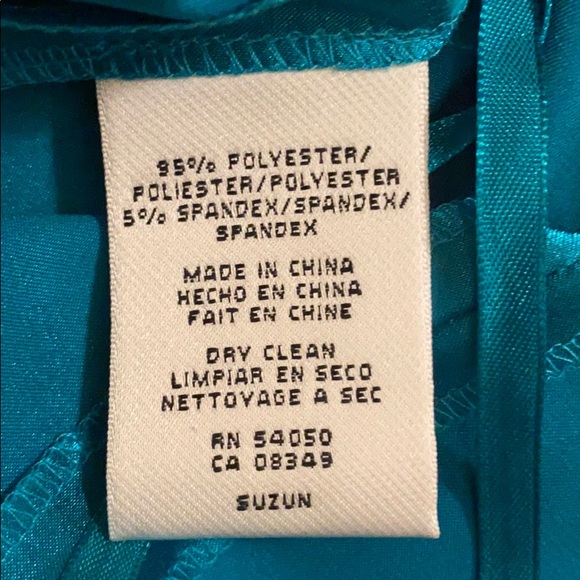 95% POLYESTER/
POLIESTER/POLYESTER
5% SPANDEX/SPANDEX/
SPANDEX
MADE IN CHINA
HECHO EN CHINA
FAIT EN CHINE
DRY CLEAN
LIMPIAR EN SECO
NETTOYAGE A SEC
RN 54050
CA 08349
SUZUN